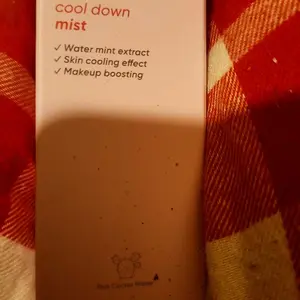 cool down
mist
✓ Water mint extract
✓ Skin cooling effect
✓ Makeup boosting